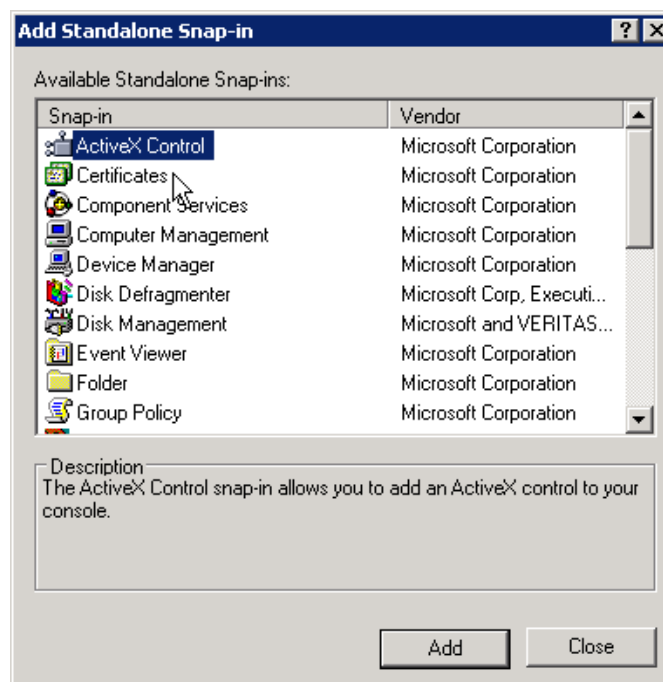 Add Standalone Snap-in
Available Standalone Snap-ins:
Snap-in Vendor
ActiveX Control Microsoft Corporation
Certificates Microsoft Corporation
Component Services Microsoft Corporation
Computer Management Microsoft Corporation
Device Manager Microsoft Corporation
Disk Defragmenter Microsoft Corp, Executi...
Disk Management Microsoft and VERITAS...
Event Viewer Microsoft Corporation
Folder Microsoft Corporation
Group Policy Microsoft Corporation
Description
The ActiveX Control snap-in allows you to add an ActiveX control to your
console.
Add Close